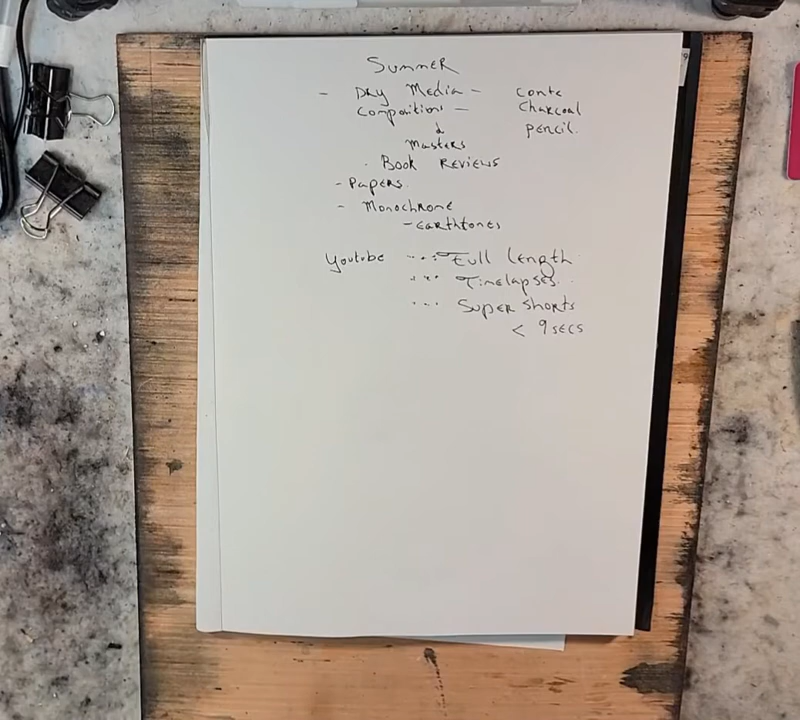 Summer
- Dry Media - conte
Compositions - Charcoal
& pencil.
Masters
. Book Reviews
- Papers.
- Monochrome
- earthtones
Youtube ... Full length
... Timelapses.
... Super shorts
< 9 secs